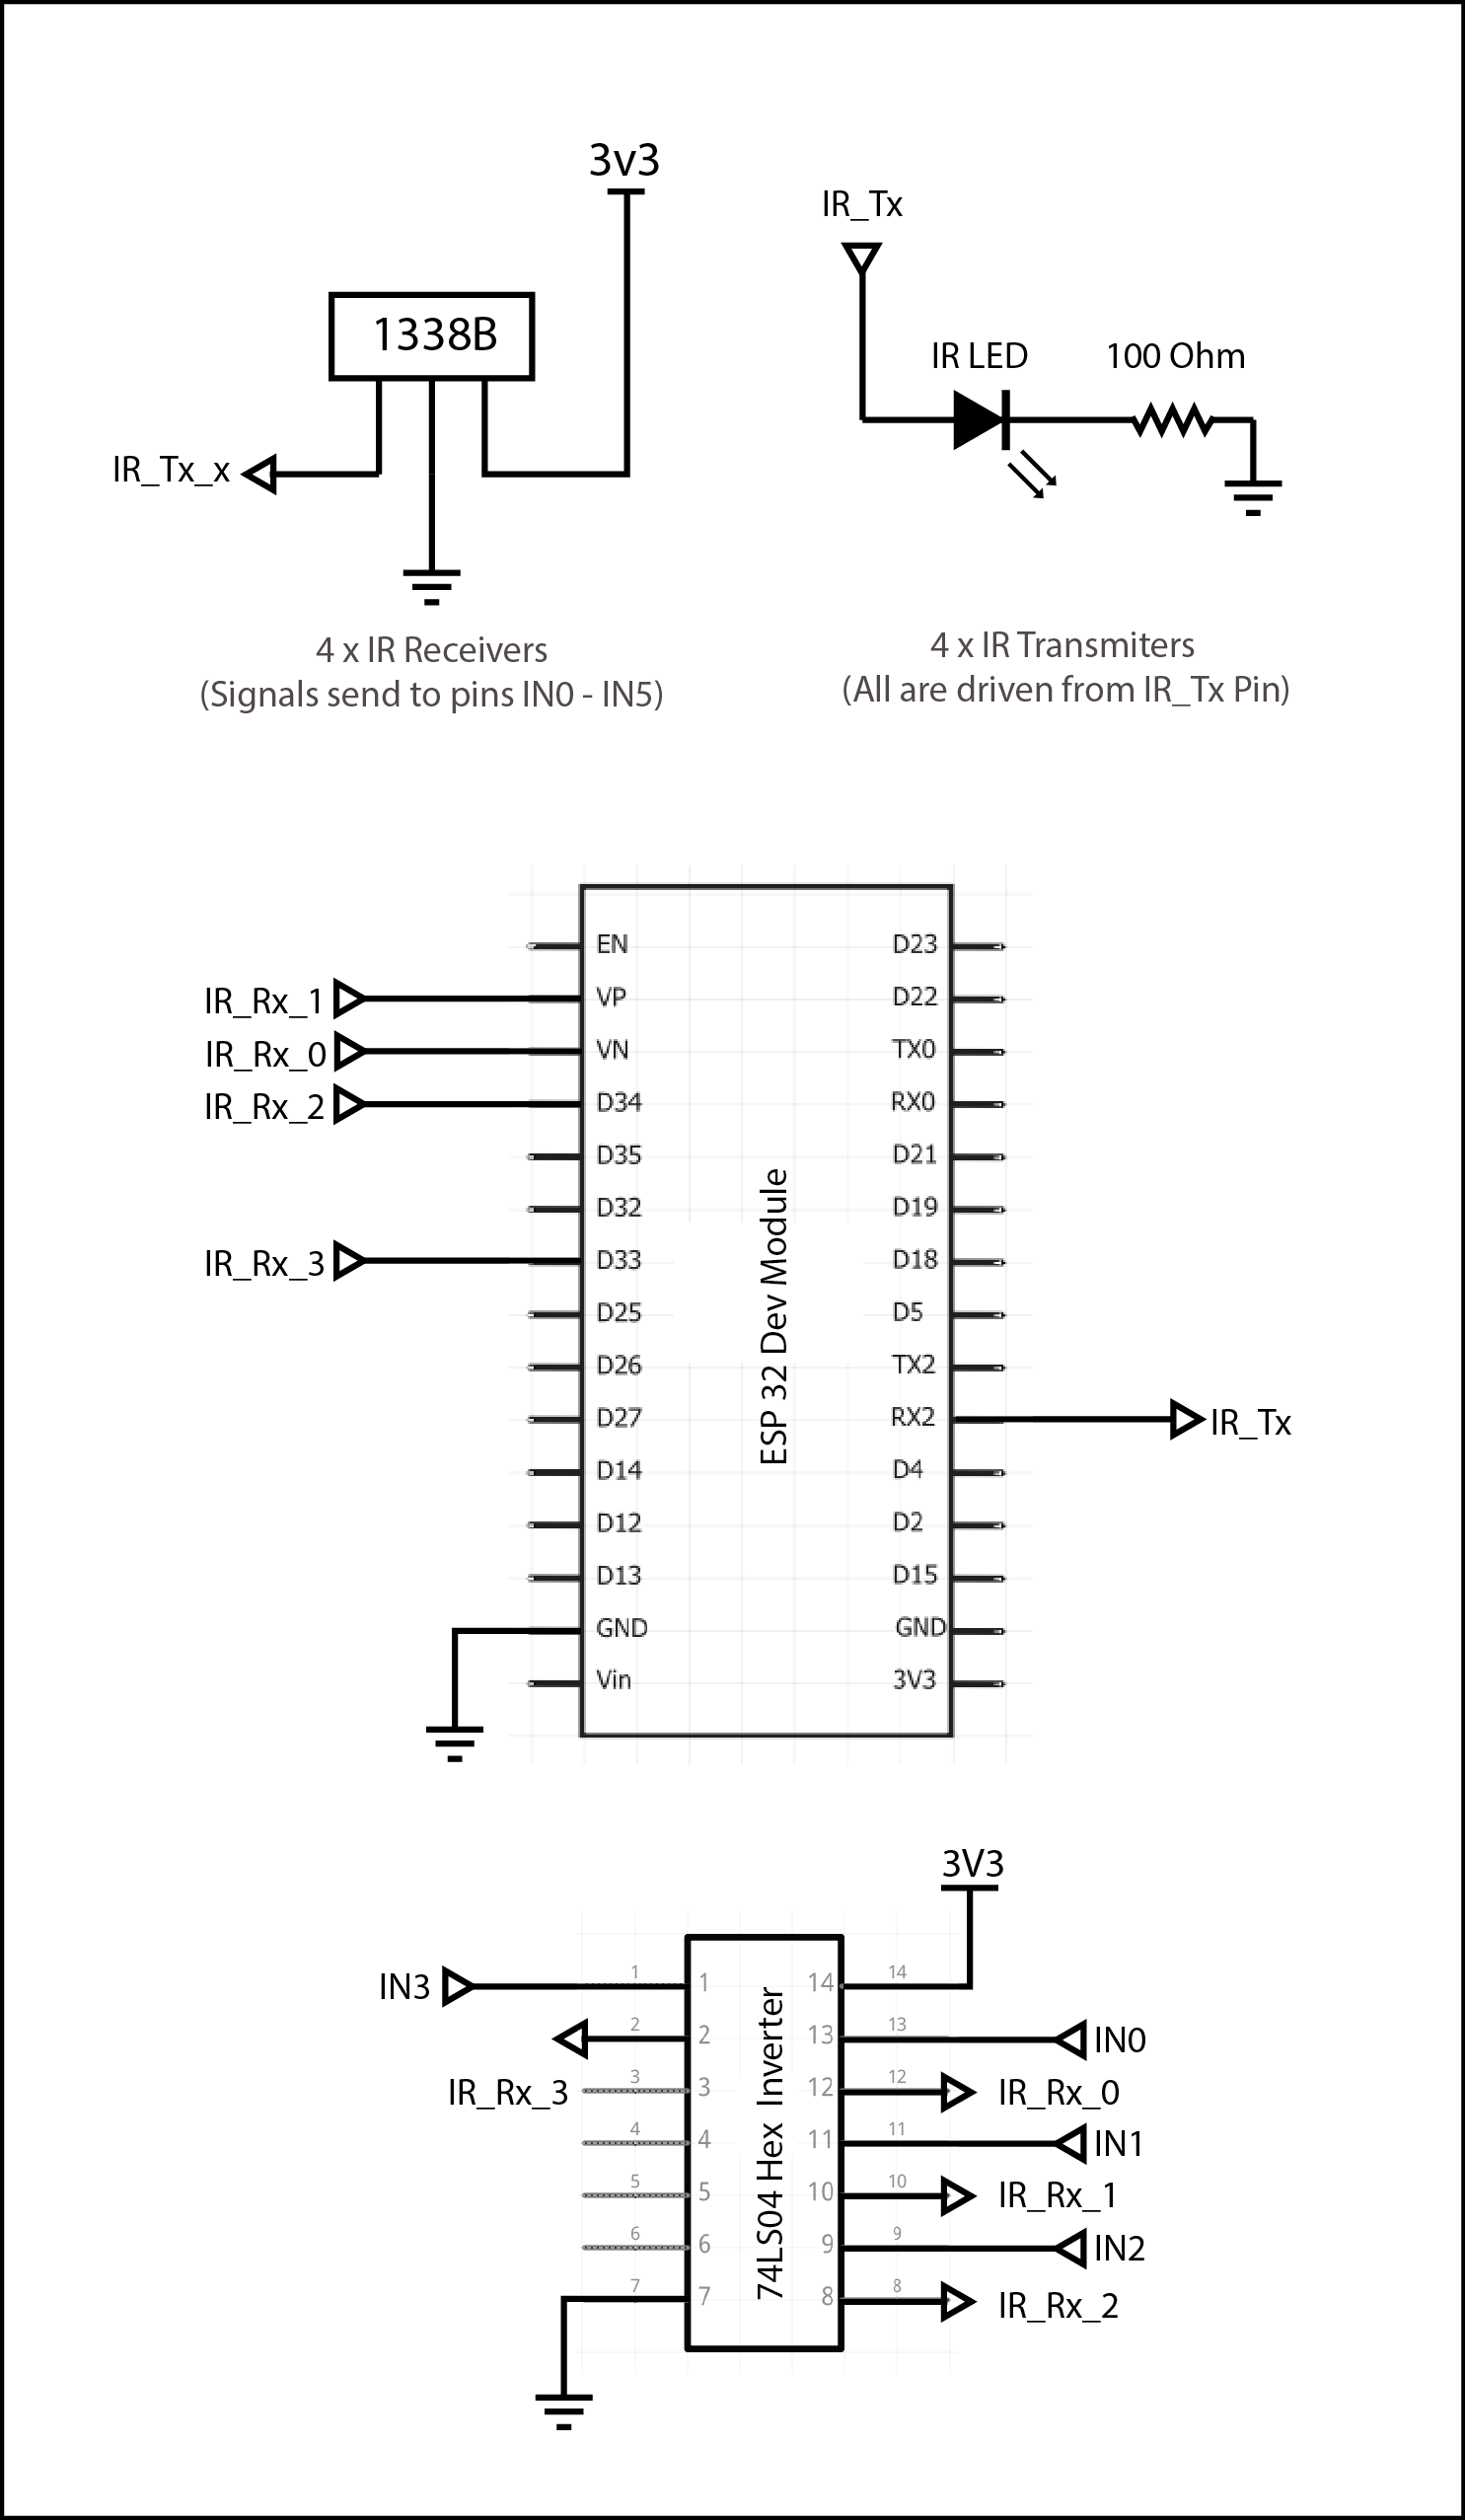 3v3
IR_Tx
1338B
IR LED
100 Ohm
IR_Tx_x
4 x IR Receivers
(Signals send to pins IN0 - IN5)
4 x IR Transmiters
(All are driven from IR_Tx Pin)
EN
D23
IR_Rx_1
VP
D22
IR_Rx_0
VN
TX0
IR_Rx_2
D34
RX0
D35
D21
D32
D19
IR_Rx_3
D33
D18
D25
D5
D26
TX2
D27
RX2
IR_Tx
D14
D4
D12
D2
D13
D15
GND
GND
Vin
3V3
ESP 32 Dev Module
3V3
IN3
1
1
14
14
2
2
13
13
IN0
IR_Rx_3
3
3
12
12
IR_Rx_0
4
4
11
11
IN1
5
5
10
10
IR_Rx_1
6
6
9
9
IN2
7
7
8
8
IR_Rx_2
74LS04 Hex Inverter